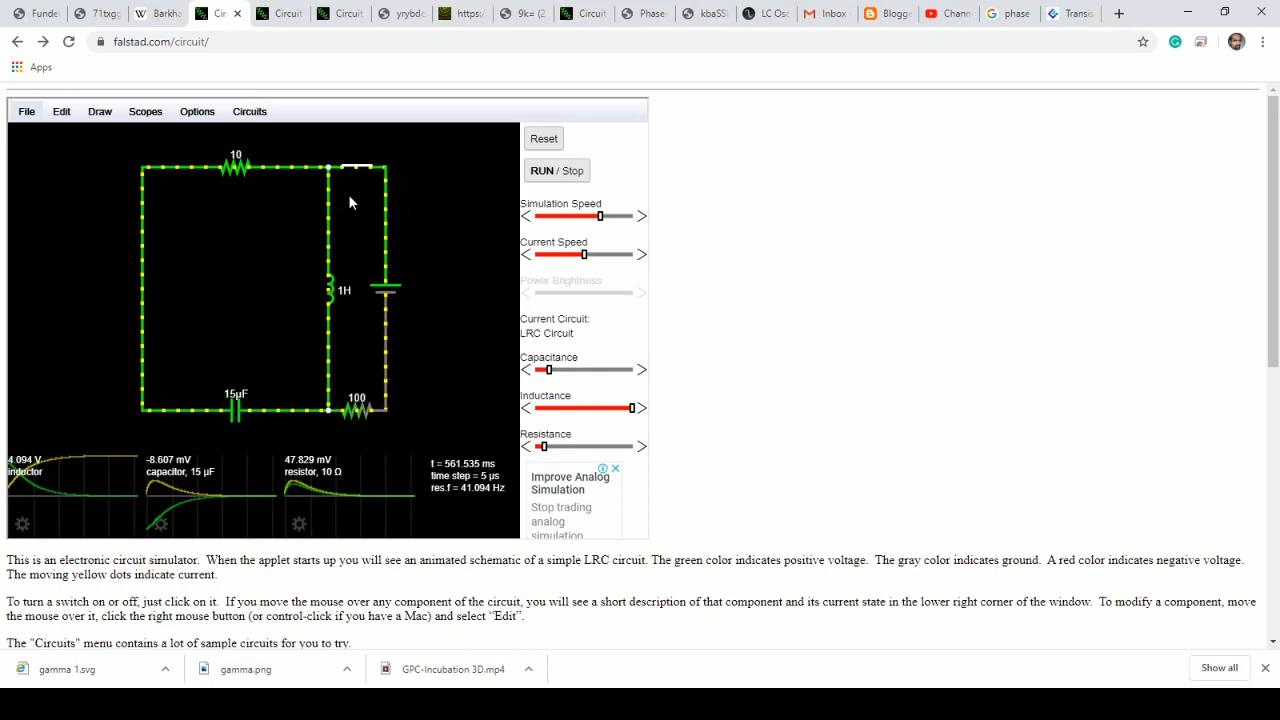 Funder
71txgg
Barkha
Cir
Circuit
Circuit
yrybde
https:/
9k= (2
Circuit
Phase-
kbaSS
LC Osc
Inbox
Blogge
Chann
phase
Transis
falstad.com/circuit/
Apps
File Edit Draw Scopes Options Circuits
Reset
RUN / Stop
Simulation Speed
Current Speed
Power Brightness
Current Circuit:
LRC Circuit
Capacitance
Inductance
Resistance
10
1H
15µF
100
4.094 V
inductor
-8.607 mV
capacitor, 15 µF
47.829 mV
resistor, 10 Ω
t = 561.535 ms
time step = 5 µs
res.f = 41.094 Hz
Improve Analog
Simulation
Stop trading
analog
simulation
This is an electronic circuit simulator. When the applet starts up you will see an animated schematic of a simple LRC circuit. The green color indicates positive voltage. The gray color indicates ground. A red color indicates negative voltage.
The moving yellow dots indicate current.
To turn a switch on or off, just click on it. If you move the mouse over any component of the circuit, you will see a short description of that component and its current state in the lower right corner of the window. To modify a component, move
the mouse over it, click the right mouse button (or control-click if you have a Mac) and select “Edit”.
The "Circuits" menu contains a lot of sample circuits for you to try.
gamma 1.svg
gamma.png
GPC-Incubation 3D.mp4
Show all